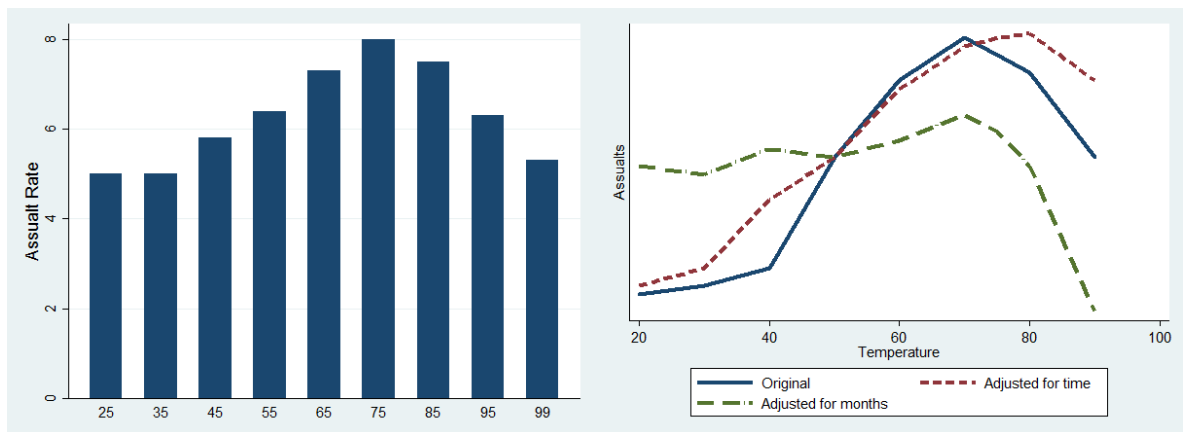 Assualt Rate
8
6
4
2
0
25 35 45 55 65 75 85 95 99
Assualts
20 40 60 80 100
Temperature
Original Adjusted for time
Adjusted for months